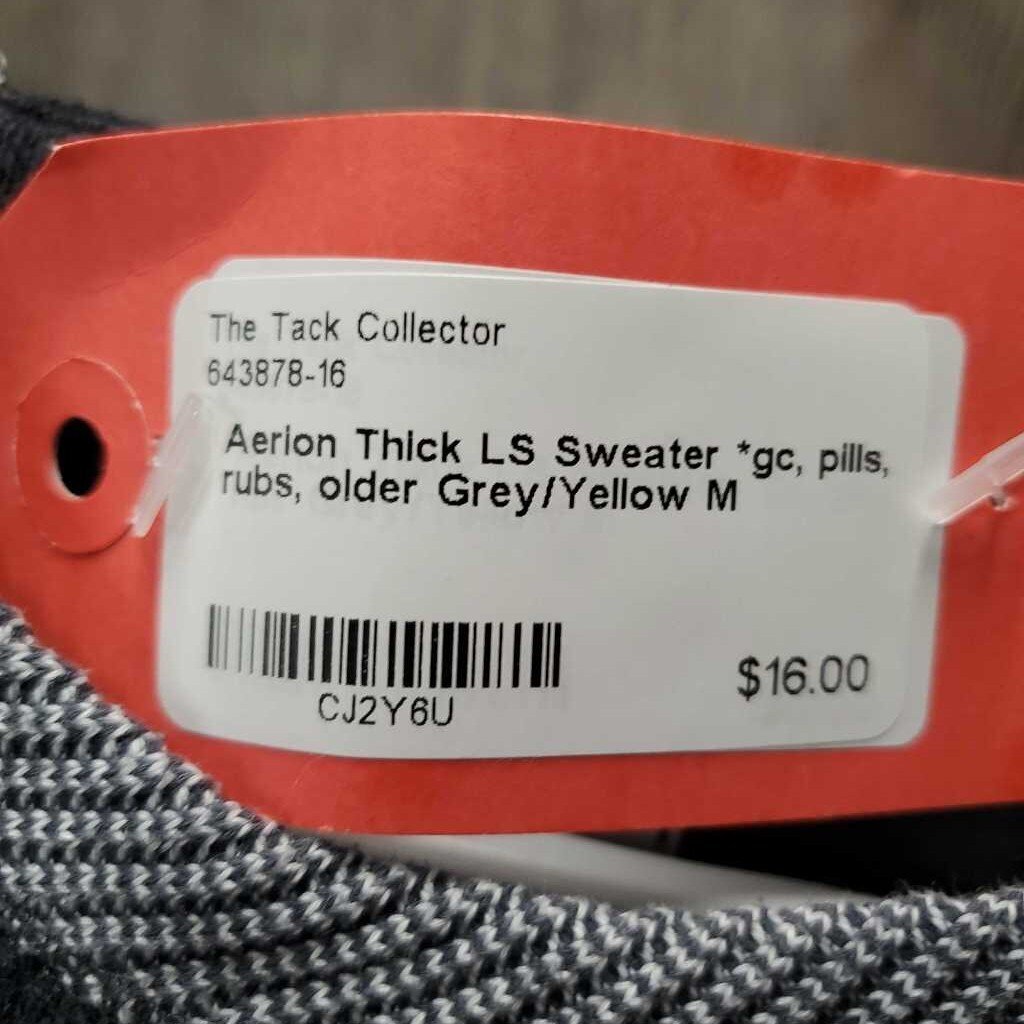 The Tack Collector
643878-16
Aerion Thick LS Sweater *gc, pills,
rubs, older Grey/Yellow M
CJ2Y6U
$16.00